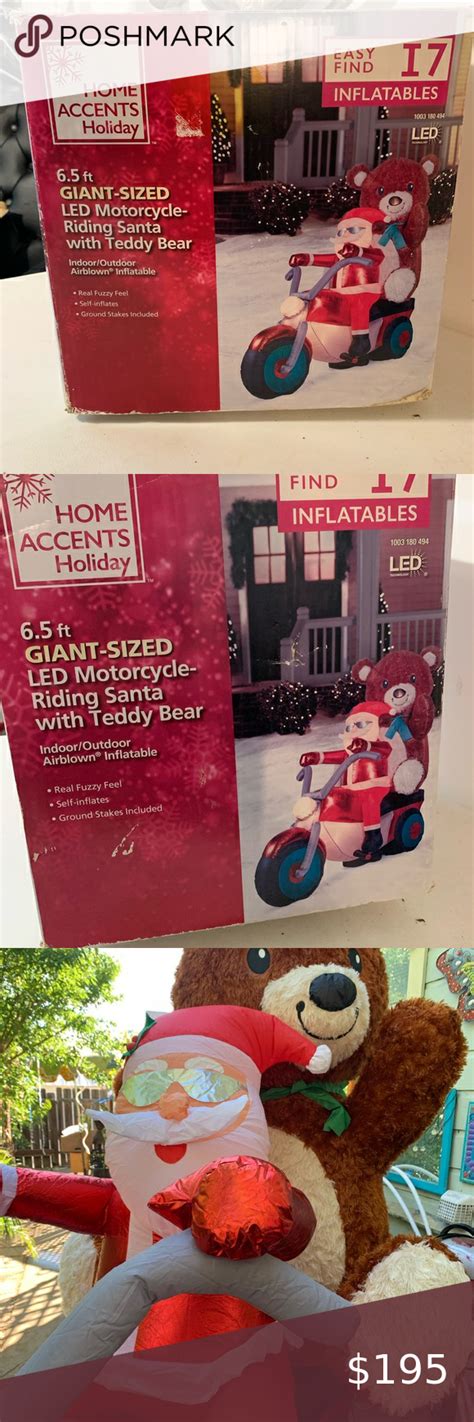 POSHMARK
HOME
ACCENTS
Holiday
EASY
FIND 17
INFLATABLES
1003 180 494
LED
TECHNOLOGY
6.5 ft
GIANT-SIZED
LED Motorcycle-
Riding Santa
with Teddy Bear
Indoor/Outdoor
Airblown® Inflatable
• Real Fuzzy Feel
• Self-inflates
• Ground Stakes Included
HOME
ACCENTS
Holiday™
FIND 17
INFLATABLES
1003 180 494
LED
TECHNOLOGY ®
6.5 ft
GIANT-SIZED
LED Motorcycle-
Riding Santa
with Teddy Bear
Indoor/Outdoor
Airblown® Inflatable
• Real Fuzzy Feel
• Self-inflates
• Ground Stakes Included
$195